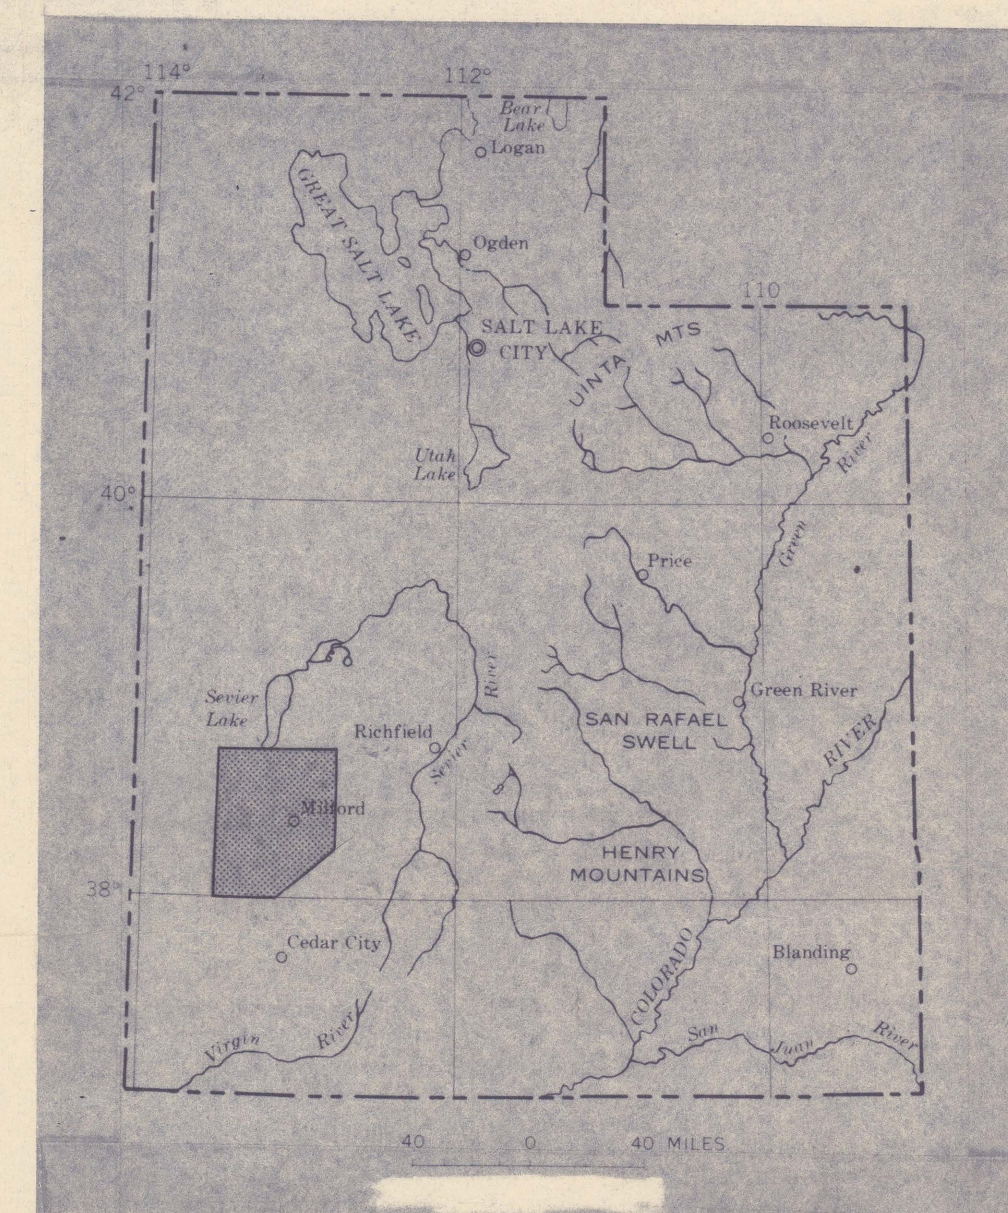 114°
112°
42°
Bear
Lake
Logan
GREAT SALT LAKE
Ogden
110
SALT LAKE
CITY
UINTA MTS
Roosevelt
Utah
Lake
Green River
40°
Price
Sevier
Lake
Sevier River
Green River
SAN RAFAEL
SWELL
Richfield
COLORADO RIVER
Milford
HENRY
MOUNTAINS
38°
Cedar City
Blanding
Virgin River
San Juan River
40 0 40 MILES